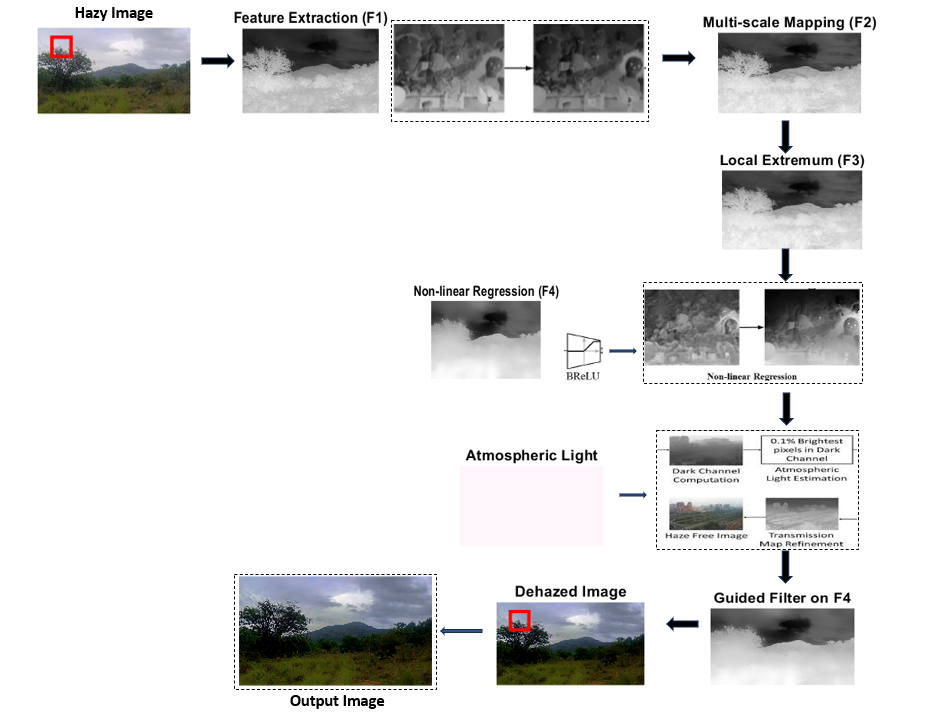 Hazy Image
Feature Extraction (F1)
Multi-scale Mapping (F2)
Local Extremum (F3)
Non-linear Regression (F4)
BReLU
Non-linear Regression
Atmospheric Light
Dark Channel
Computation
0.1% Brightest
pixels in Dark
Channel
Atmospheric
Light Estimation
Haze Free Image
Transmission
Map Refinement
Guided Filter on F4
Dehazed Image
Output Image